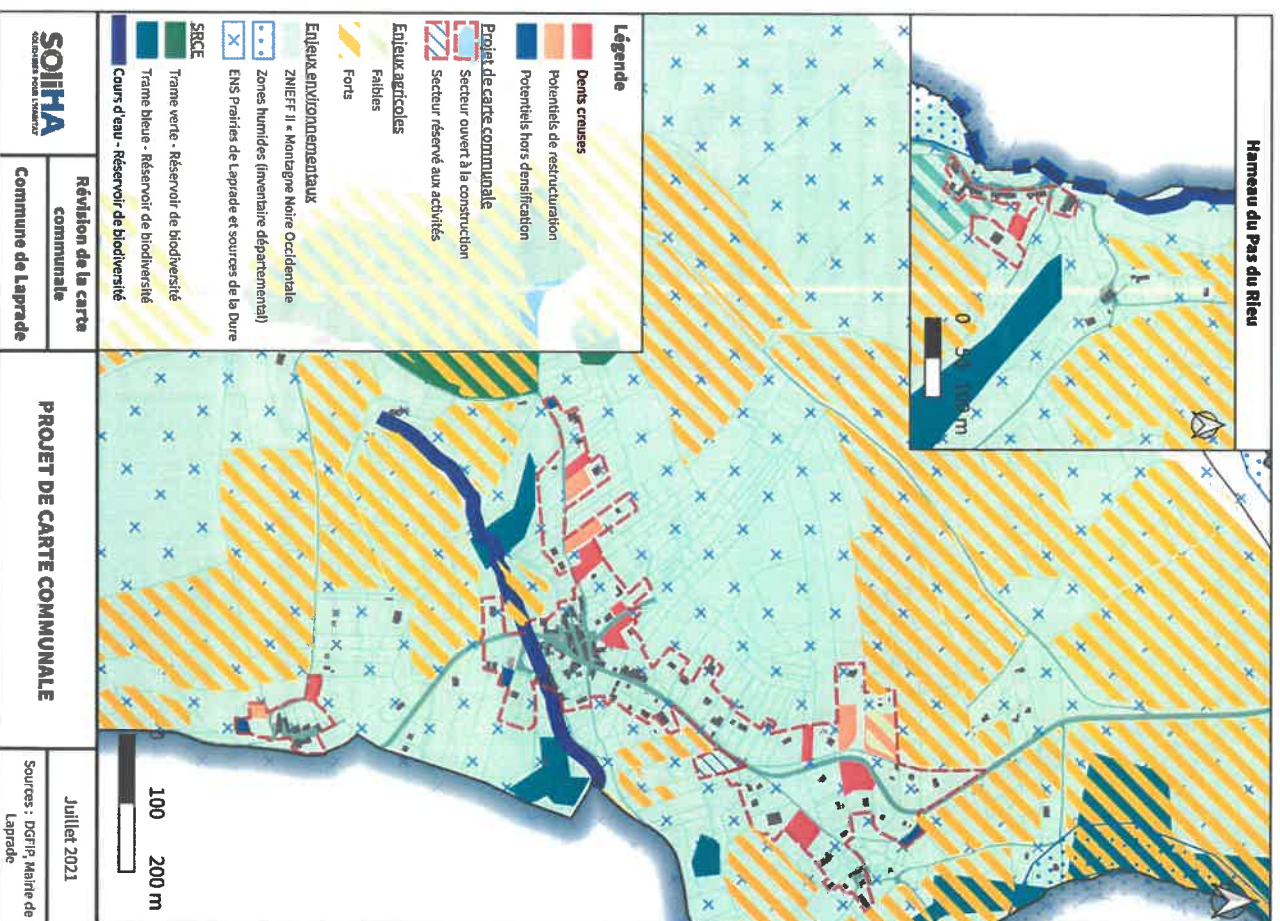 Hameau du Pas du Rieu
0 50 100 m
Légende
Dents creuses
Potentiels de restructuration
Potentiels hors densification
Projet de carte communale
Secteur ouvert à la construction
Secteur réservé aux activités
Enjeux agricoles
Faibles
Forts
Enjeux environnementaux
ZNIEFF II « Montagne Noire Occidentale
Zones humides (inventaire départemental)
ENS Prairies de Laprade et sources de la Dure
SRCE
Trame verte - Réservoir de biodiversité
Trame bleue - Réservoir de biodiversité
Cours d'eau - Réservoir de biodiversité
100 200 m
SOliHA
SOLIDAIRES POUR L'HABITAT
Révision de la carte
communale
Commune de Laprade
PROJET DE CARTE COMMUNALE
Juillet 2021
Sources : DGFIP, Mairie de
Laprade